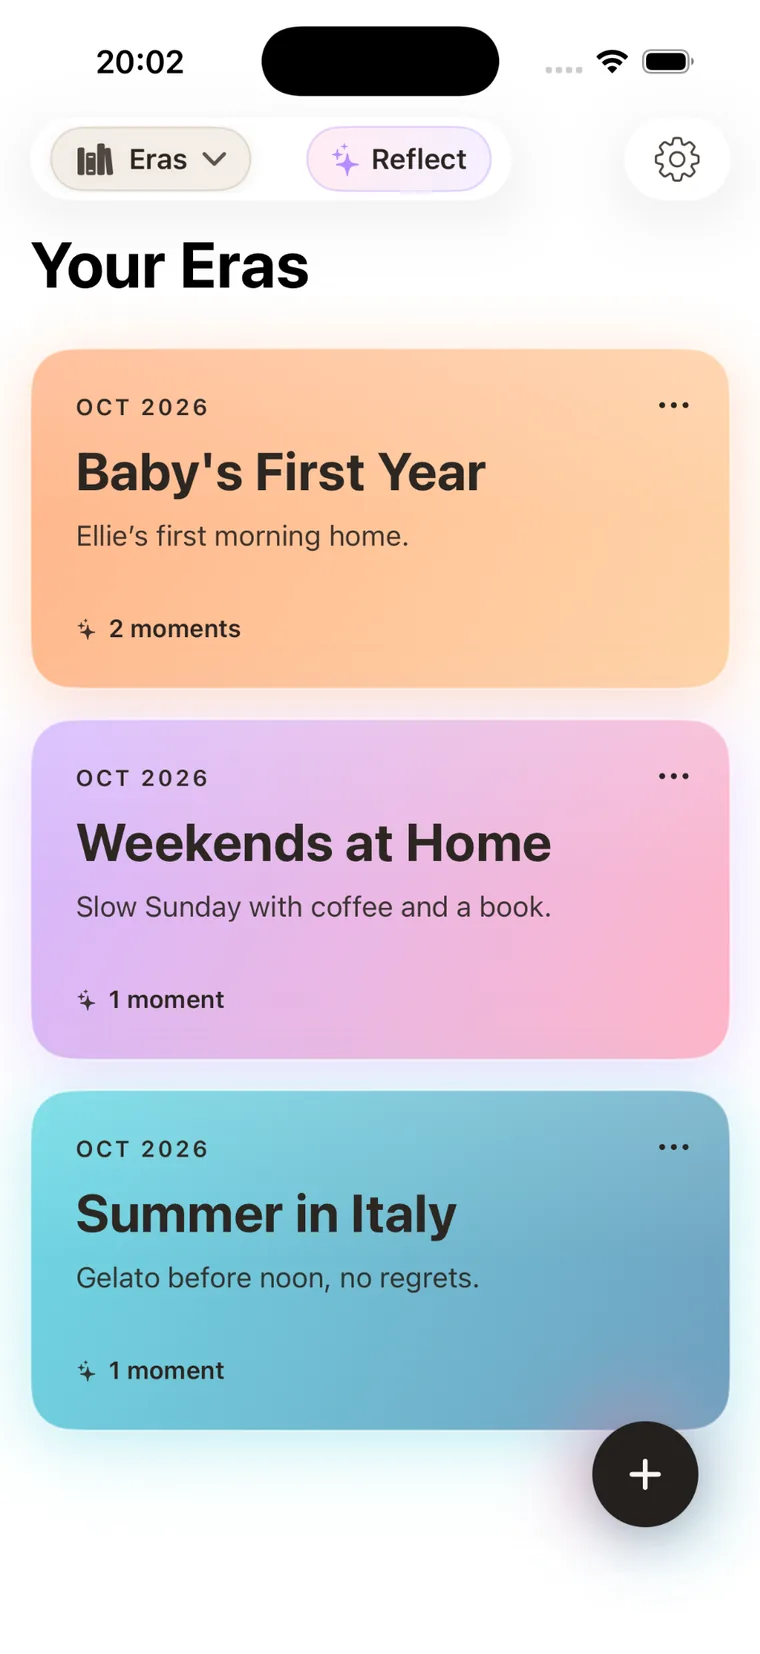 20:02
Eras
Reflect
Your Eras
OCT 2026
Baby's First Year
Ellie’s first morning home.
2 moments
OCT 2026
Weekends at Home
Slow Sunday with coffee and a book.
1 moment
OCT 2026
Summer in Italy
Gelato before noon, no regrets.
1 moment